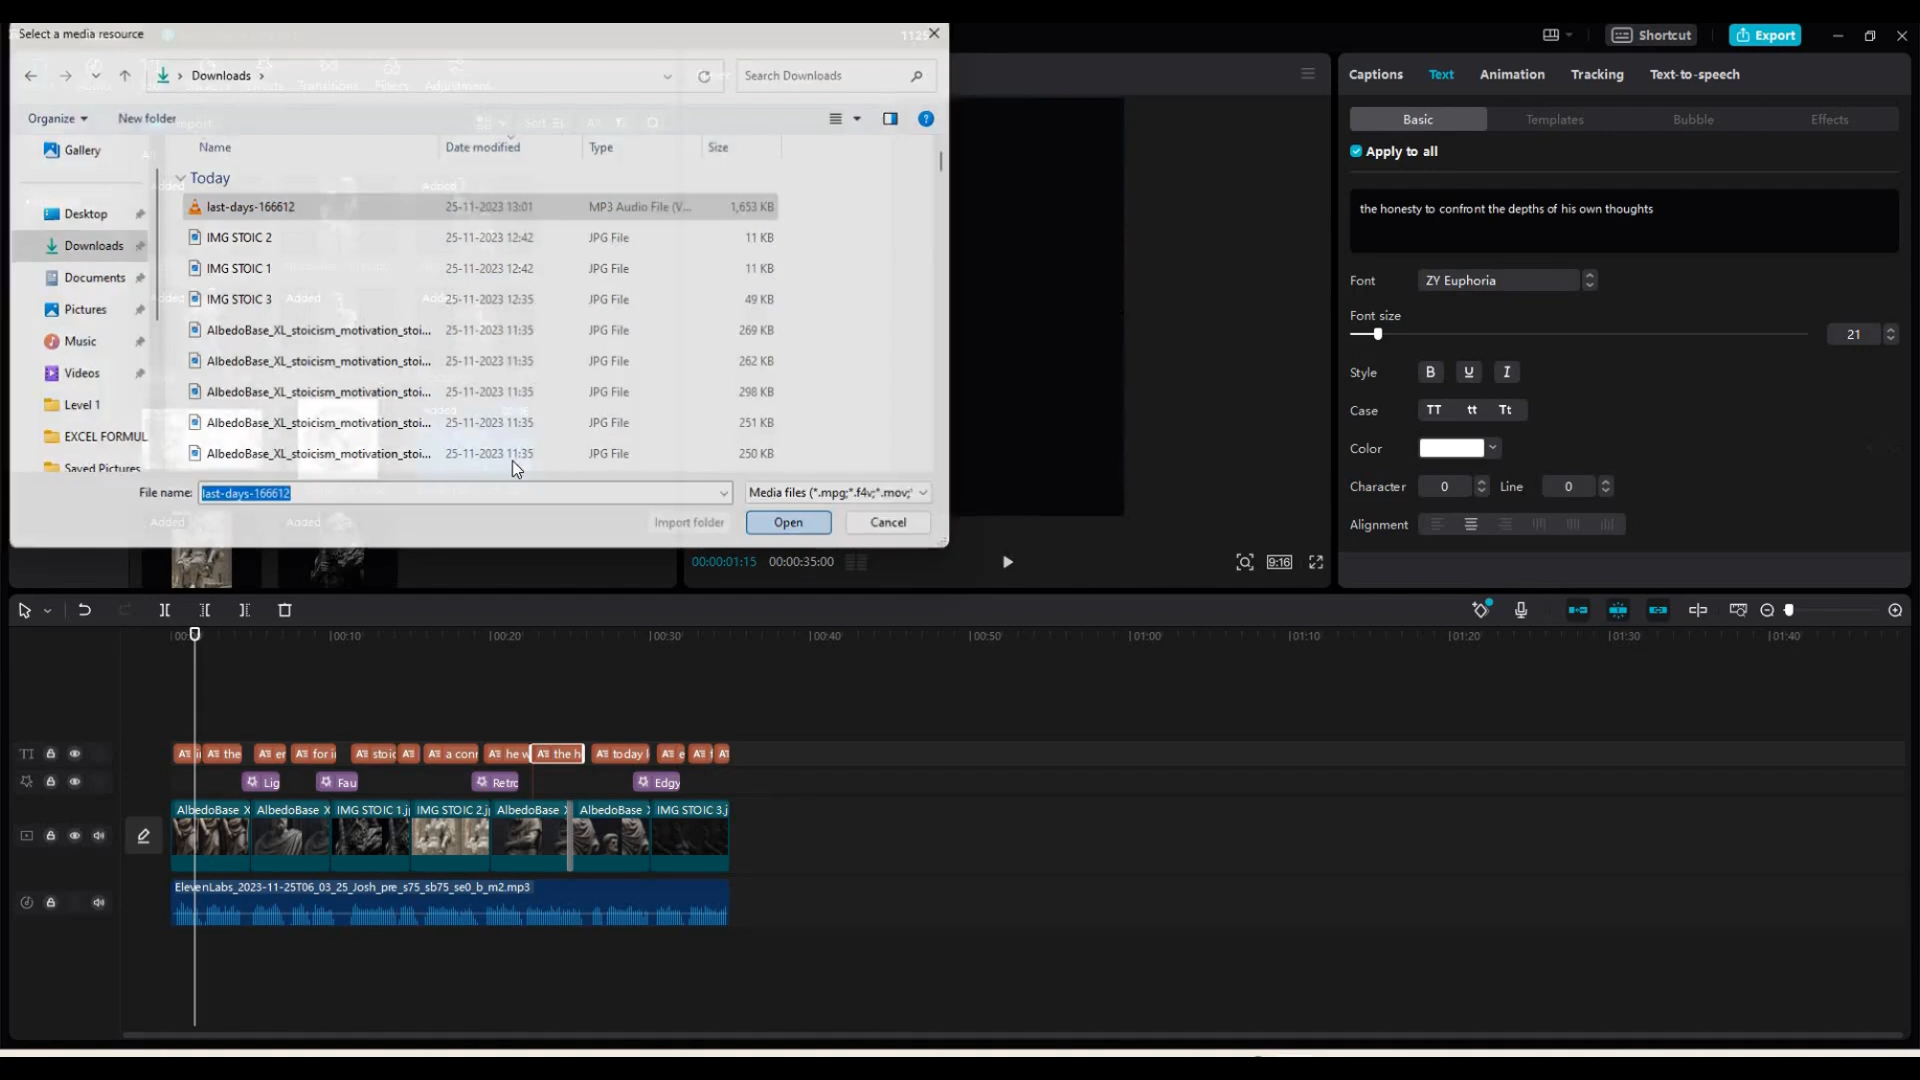 Select a media resource
Shortcut
Export
Downloads
Search Downloads
Captions
Text
Animation
Tracking
Text-to-speech
Organize
New folder
Basic
Templates
Bubble
Effects
Apply to all
Gallery
Name
Date modified
Type
Size
Today
Desktop
Downloads
Documents
Pictures
Music
Videos
Level 1
EXCEL FORMUL
Saved Pictures
last-days-166612 25-11-2023 13:01 MP3 Audio File (V... 1,653 KB
IMG STOIC 2 25-11-2023 12:42 JPG File 11 KB
IMG STOIC 1 25-11-2023 12:42 JPG File 11 KB
IMG STOIC 3 25-11-2023 12:35 JPG File 49 KB
AlbedoBase_XL_stoicism_motivation_stoi... 25-11-2023 11:35 JPG File 269 KB
AlbedoBase_XL_stoicism_motivation_stoi... 25-11-2023 11:35 JPG File 262 KB
AlbedoBase_XL_stoicism_motivation_stoi... 25-11-2023 11:35 JPG File 298 KB
AlbedoBase_XL_stoicism_motivation_stoi... 25-11-2023 11:35 JPG File 251 KB
AlbedoBase_XL_stoicism_motivation_stoi... 25-11-2023 11:35 JPG File 250 KB
File name: last-days-166612
Media files (*.mpg;*.f4v;*.mov;*
Import folder
Open
Cancel
the honesty to confront the depths of his own thoughts
Font ZY Euphoria
Font size
21
Style B U I
Case TT tt Tt
Color
Character 0 Line 0
Alignment
00:00:01:15 00:00:35:00
9:16
00:10 00:20 00:30 00:40 00:50 01:00 01:10 01:20 01:30 01:40
TI
the er for i stoic a conr he w the h today l e
Lig Fau Retro Edgy
AlbedoBase X AlbedoBase X IMG STOIC 1.j IMG STOIC 2.j AlbedoBase X AlbedoBase X IMG STOIC 3.j
ElevenLabs_2023-11-25T06_03_25_Josh_pre_s75_sb75_se0_b_m2.mp3